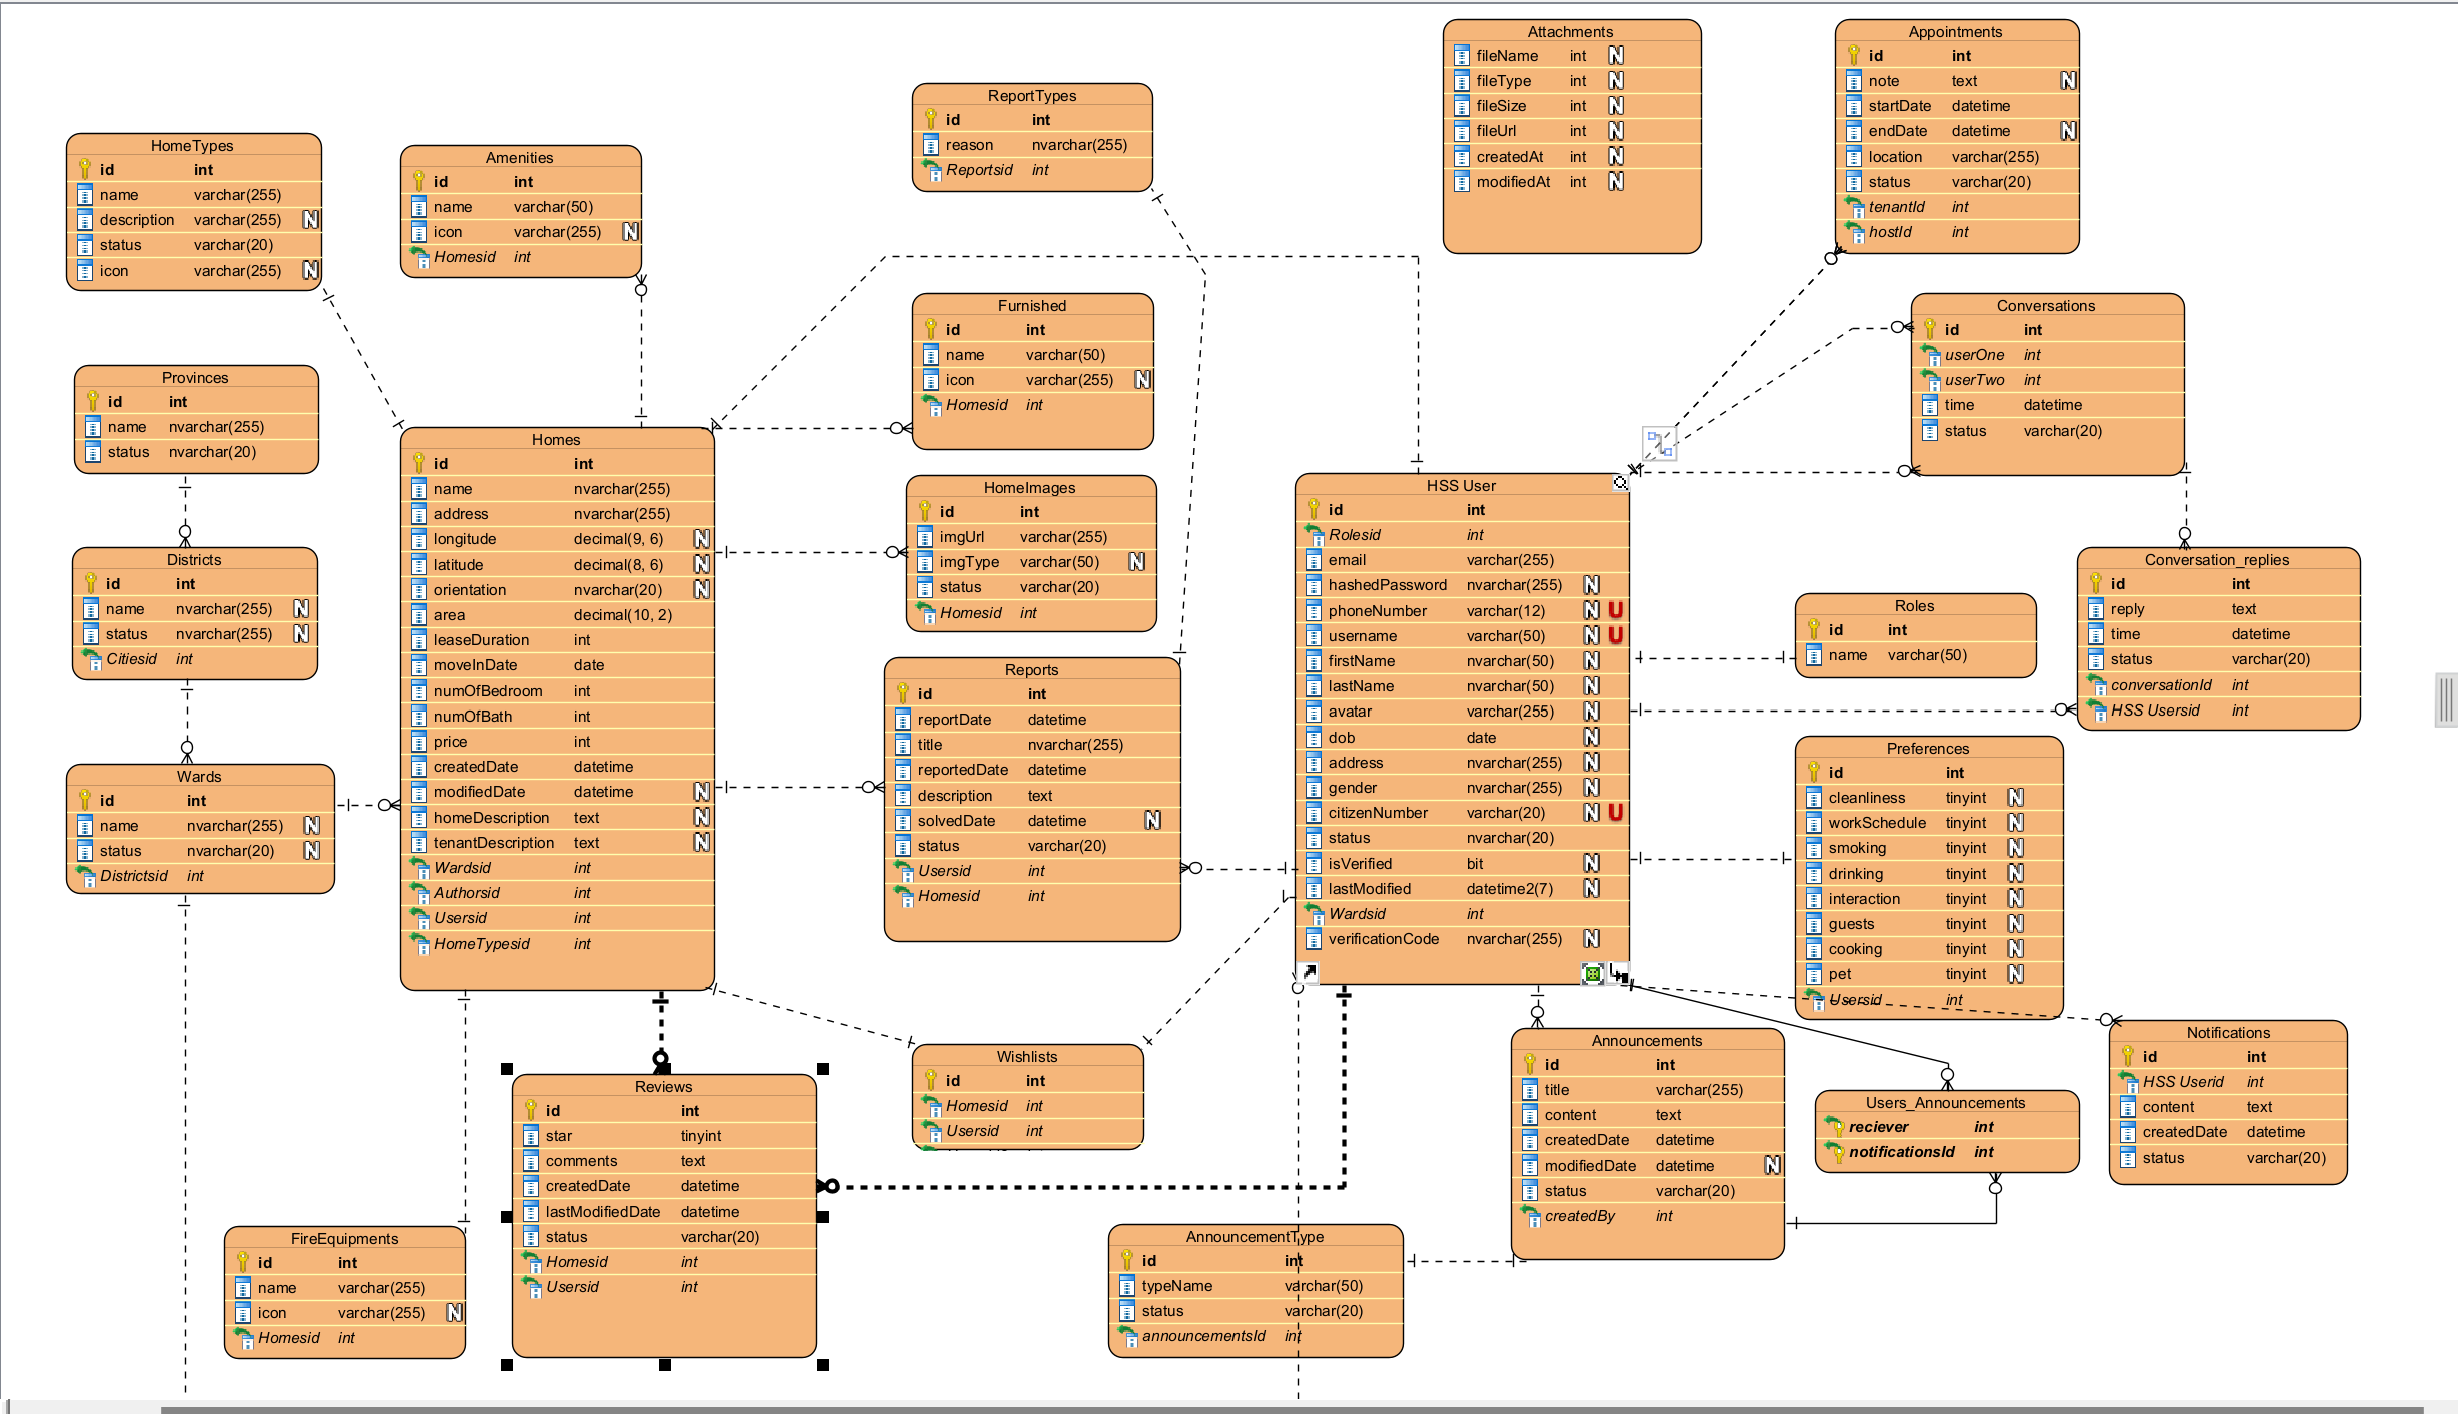 Attachments
fileName int N
fileType int N
fileSize int N
fileUrl int N
createdAt int N
modifiedAt int N
Appointments
id int
note text N
startDate datetime
endDate datetime N
location varchar(255)
status varchar(20)
tenantId int
hostId int
ReportTypes
id int
reason nvarchar(255)
Reportsid int
HomeTypes
id int
name varchar(255)
description varchar(255) N
status varchar(20)
icon varchar(255) N
Amenities
id int
name varchar(50)
icon varchar(255) N
Homesid int
Furnished
id int
name varchar(50)
icon varchar(255) N
Homesid int
Conversations
id int
userOne int
userTwo int
time datetime
status varchar(20)
Provinces
id int
name nvarchar(255)
status nvarchar(20)
Homes
id int
name nvarchar(255)
address nvarchar(255)
longitude decimal(9, 6) N
latitude decimal(8, 6) N
orientation nvarchar(20) N
area decimal(10, 2)
leaseDuration int
moveInDate date
numOfBedroom int
numOfBath int
price int
createdDate datetime
modifiedDate datetime N
homeDescription text N
tenantDescription text N
Wardsid int
Authorsid int
Usersid int
HomeTypesid int
HomeImages
id int
imgUrl varchar(255)
imgType varchar(50) N
status varchar(20)
Homesid int
HSS User
id int
Rolesid int
email varchar(255)
hashedPassword nvarchar(255) N
phoneNumber varchar(12) N U
username varchar(50) N U
firstName nvarchar(50) N
lastName nvarchar(50) N
avatar varchar(255) N
dob date N
address nvarchar(255) N
gender nvarchar(255) N
citizenNumber varchar(20) N U
status nvarchar(20)
isVerified bit N
lastModified datetime2(7) N
Wardsid int
verificationCode nvarchar(255) N
Districts
id int
name nvarchar(255) N
status nvarchar(255) N
Citiesid int
Conversation_replies
id int
reply text
time datetime
status varchar(20)
conversationId int
HSS Usersid int
Roles
id int
name varchar(50)
Reports
id int
reportDate datetime
title nvarchar(255)
reportedDate datetime
description text
solvedDate datetime N
status varchar(20)
Usersid int
Homesid int
Preferences
id int
cleanliness tinyint N
workSchedule tinyint N
smoking tinyint N
drinking tinyint N
interaction tinyint N
guests tinyint N
cooking tinyint N
pet tinyint N
Usersid int
Wards
id int
name nvarchar(255) N
status nvarchar(20) N
Districtsid int
Notifications
id int
HSS Userid int
content text
createdDate datetime
status varchar(20)
Announcements
id int
title varchar(255)
content text
createdDate datetime
modifiedDate datetime N
status varchar(20)
createdBy int
Wishlists
id int
Homesid int
Usersid int
Reviews
id int
star tinyint
comments text
createdDate datetime
lastModifiedDate datetime
status varchar(20)
Homesid int
Usersid int
Users_Announcements
reciever int
notificationsId int
FireEquipments
id int
name varchar(255)
icon varchar(255) N
Homesid int
AnnouncementType
id int
typeName varchar(50)
status varchar(20)
announcementsId int